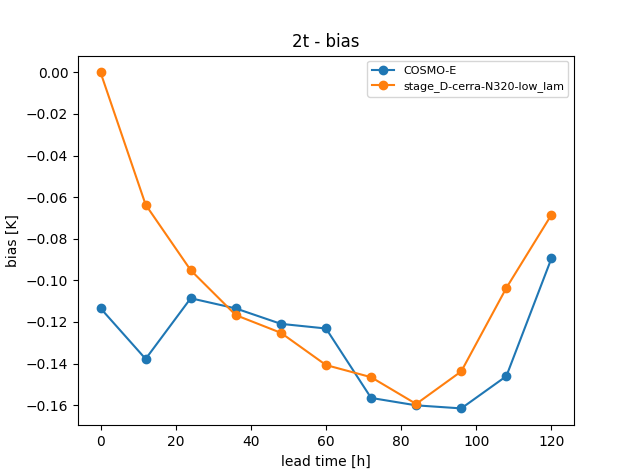 2t - bias
COSMO-E
stage_D-cerra-N320-low_lam
0.00
−0.02
−0.04
−0.06
−0.08
−0.10
−0.12
−0.14
−0.16
bias [K]
0 20 40 60 80 100 120
lead time [h]